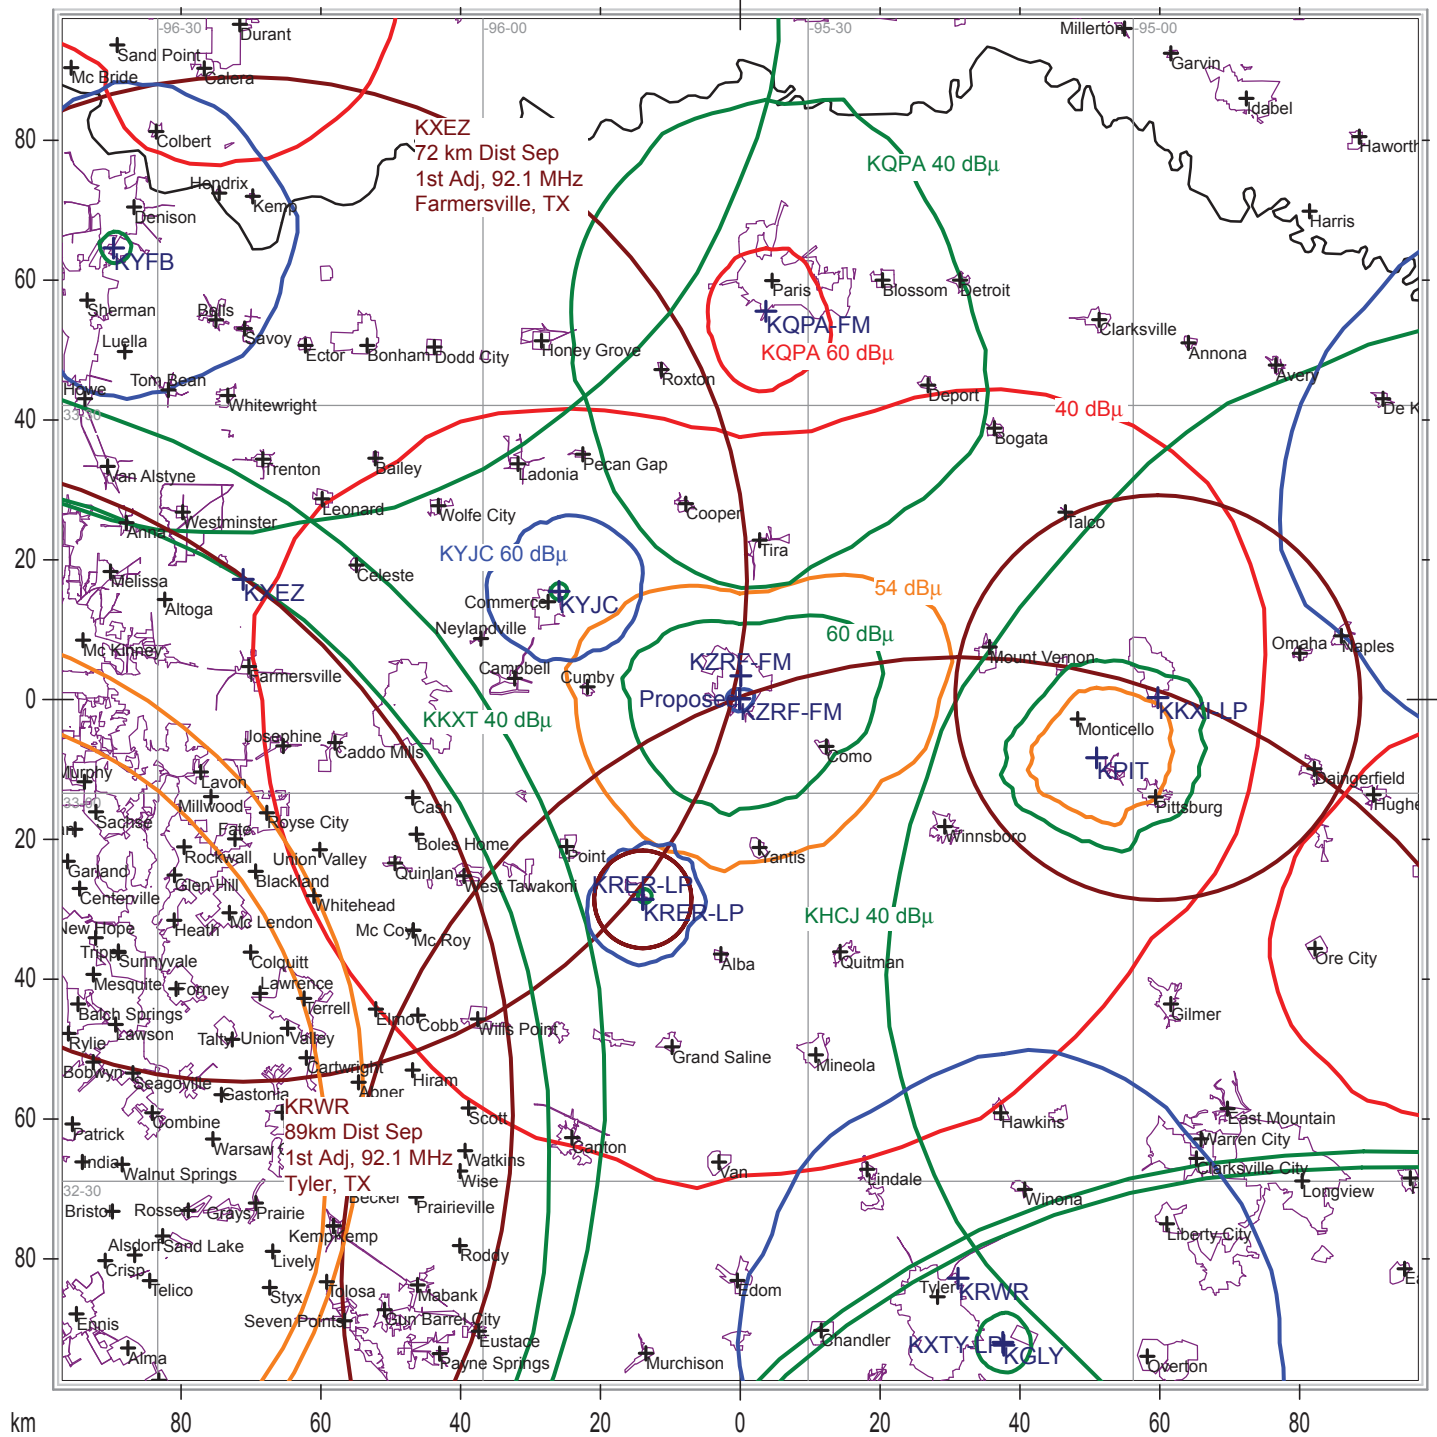 -96-30
-96-00
-95-30
-95-00
Durant
Sand Point
Mc Bride
Calera
Millerton
Garvin
Idabel
80
Colbert
KXEZ
72 km Dist Sep
1st Adj, 92.1 MHz
Farmersville, TX
KQPA 40 dBµ
Hendrix
Kemp
Denison
Harris
KYFB
60
Sherman
Bells
Savoy
Luella
Ector
Bonham
Dodd City
Honey Grove
Paris
KQPA-FM
KQPA 60 dBµ
Blossom
Detroit
Clarksville
Annona
Avery
Roxton
Tom Bean
Howe
Whitewright
Deport
40 dBµ
De K
33-30
40
Bogata
Van Alstyne
Trenton
Bailey
Ladonia
Pecan Gap
Leonard
Westminster
Anna
Wolfe City
Cooper
Talco
Tira
20
KYJC 60 dBµ
Melissa
Celeste
KXEZ
Altoga
Commerce
KYJC
54 dBµ
Neylandville
60 dBµ
Mc Kinney
Farmersville
Campbell
Cumby
KZRF-FM
Mount Vernon
Omaha
Naples
0
KZRF-FM
KKXI-LP
KKXT 40 dBµ
Monticello
Josephine
Caddo Mills
Como
KPIT
Murphy
Lavon
Millwood
Cash
Pittsburg
Daingerfield
Hughe
33-00
Sachse
Royse City
20
Fate
Boles Home
Winnsboro
Rockwall
Union Valley
Point
Yantis
Garland
Glen Hill
Blackland
Quinlan
West Tawakoni
Centerville
Whitehead
KRER-LP
KRER-LP
KHCJ 40 dBµ
New Hope
Heath
Mc Lendon
Mc Coy
Mc Roy
Tripp
Sunnyvale
Colquitt
Alba
Quitman
Ore City
40
Mesquite
Forney
Lawrence
Terrell
Balch Springs
Lawson
Elmo
Cobb
Wills Point
Gilmer
Rylie
Talty
Union Valley
Grand Saline
Mineola
Bobwyn
Seagoville
Cartwright
Hiram
Gastonia
Abner
60
Combine
KRWR
89km Dist Sep
1st Adj, 92.1 MHz
Tyler, TX
Scott
Hawkins
East Mountain
Patrick
Warsaw
Canton
Warren City
India
Walnut Springs
Watkins
Wise
Van
Lindale
Clarksville City
32-30
Winona
Longview
Rosser
Grays Prairie
Becker
Prairieville
Liberty City
Kemp
Kemp
Alsdorf
Sand Lake
Lively
Roddy
80
Crisp
Telico
Styx
Tolosa
Mabank
Edom
Tyler
KRWR
Ennis
Seven Points
Gun Barrel City
Eustace
Chandler
KXTY-LP
KGLY
Alma
Payne Springs
Murchison
Overton
km
80
60
40
20
0
20
40
60
80